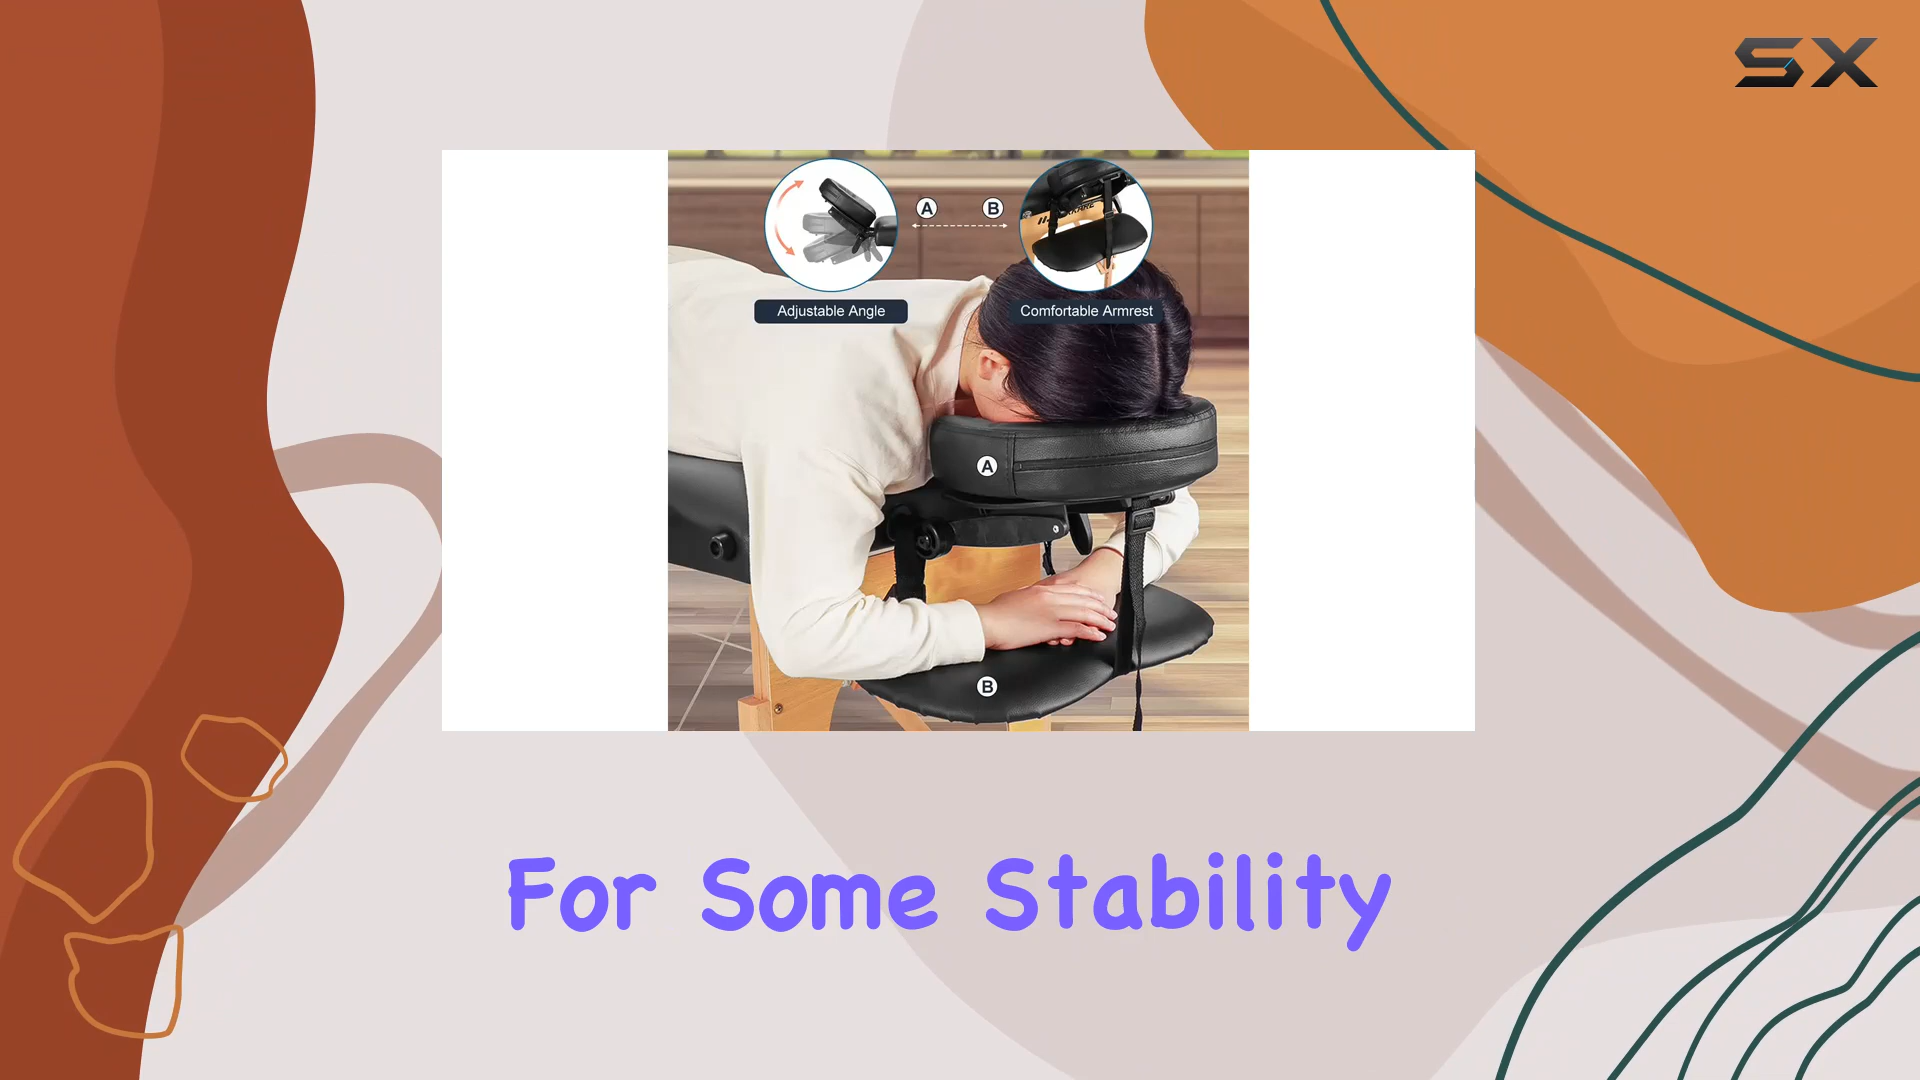 SX
A B
Adjustable Angle Comfortable Armrest
A
B
For Some Stability